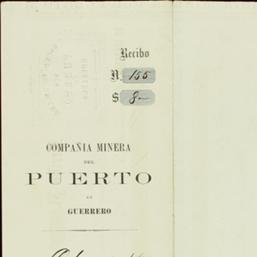 Recibo
N. 155
$ 8-
COMPAÑIA MINERA
DEL
PUERTO
DE
GUERRERO